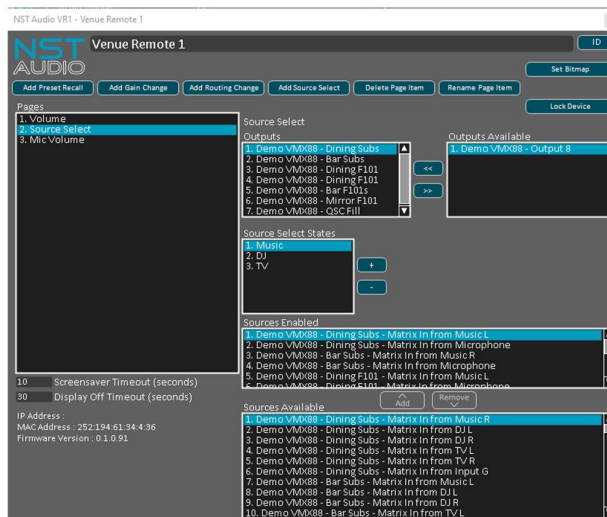 NST Audio VR1 - Venue Remote 1
NST
AUDIO
Venue Remote 1
ID
Set Bitmap
Add Preset Recall
Add Gain Change
Add Routing Change
Add Source Select
Delete Page Item
Rename Page Item
Lock Device
Pages
1. Volume
2. Source Select
3. Mic Volume
Source Select
Outputs
1. Demo VMX88 - Dining Subs
2. Demo VMX88 - Bar Subs
3. Demo VMX88 - Dining F101
4. Demo VMX88 - Dining F101
5. Demo VMX88 - Bar F101s
6. Demo VMX88 - Mirror F101
7. Demo VMX88 - QSC Fill
<<
>>
Outputs Available
1. Demo VMX88 - Output 8
Source Select States
1. Music
2. DJ
3. TV
+
-
Sources Enabled
1. Demo VMX88 - Dining Subs - Matrix In from Music L
2. Demo VMX88 - Dining Subs - Matrix In from Microphone
3. Demo VMX88 - Bar Subs - Matrix In from Music R
4. Demo VMX88 - Bar Subs - Matrix In from Microphone
5. Demo VMX88 - Dining F101 - Matrix In from Music L
6. Demo VMX88 - Dining F101 - Matrix In from Microphone
Add
Remove
Sources Available
1. Demo VMX88 - Dining Subs - Matrix In from Music R
2. Demo VMX88 - Dining Subs - Matrix In from DJ L
3. Demo VMX88 - Dining Subs - Matrix In from DJ R
4. Demo VMX88 - Dining Subs - Matrix In from TV L
5. Demo VMX88 - Dining Subs - Matrix In from TV R
6. Demo VMX88 - Dining Subs - Matrix In from Input G
7. Demo VMX88 - Bar Subs - Matrix In from Music L
8. Demo VMX88 - Bar Subs - Matrix In from DJ L
9. Demo VMX88 - Bar Subs - Matrix In from DJ R
10. Demo VMX88 - Bar Subs - Matrix In from TV L
10 Screensaver Timeout (seconds)
30 Display Off Timeout (seconds)
IP Address :
MAC Address : 252:194:61:34:4:36
Firmware Version : 0.1.0.91